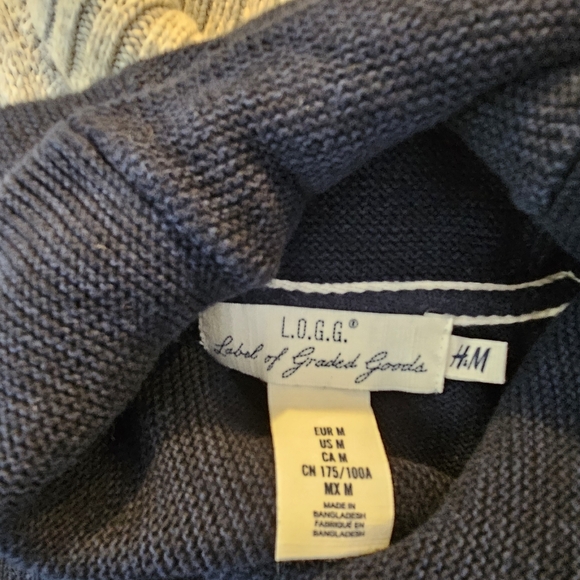 L.O.G.G.®
Label of Graded Goods
H&M
EUR M
US M
CA M
CN 175/100A
MX M
MADE IN
BANGLADESH
FABRIQUÉ EN
BANGLADESH